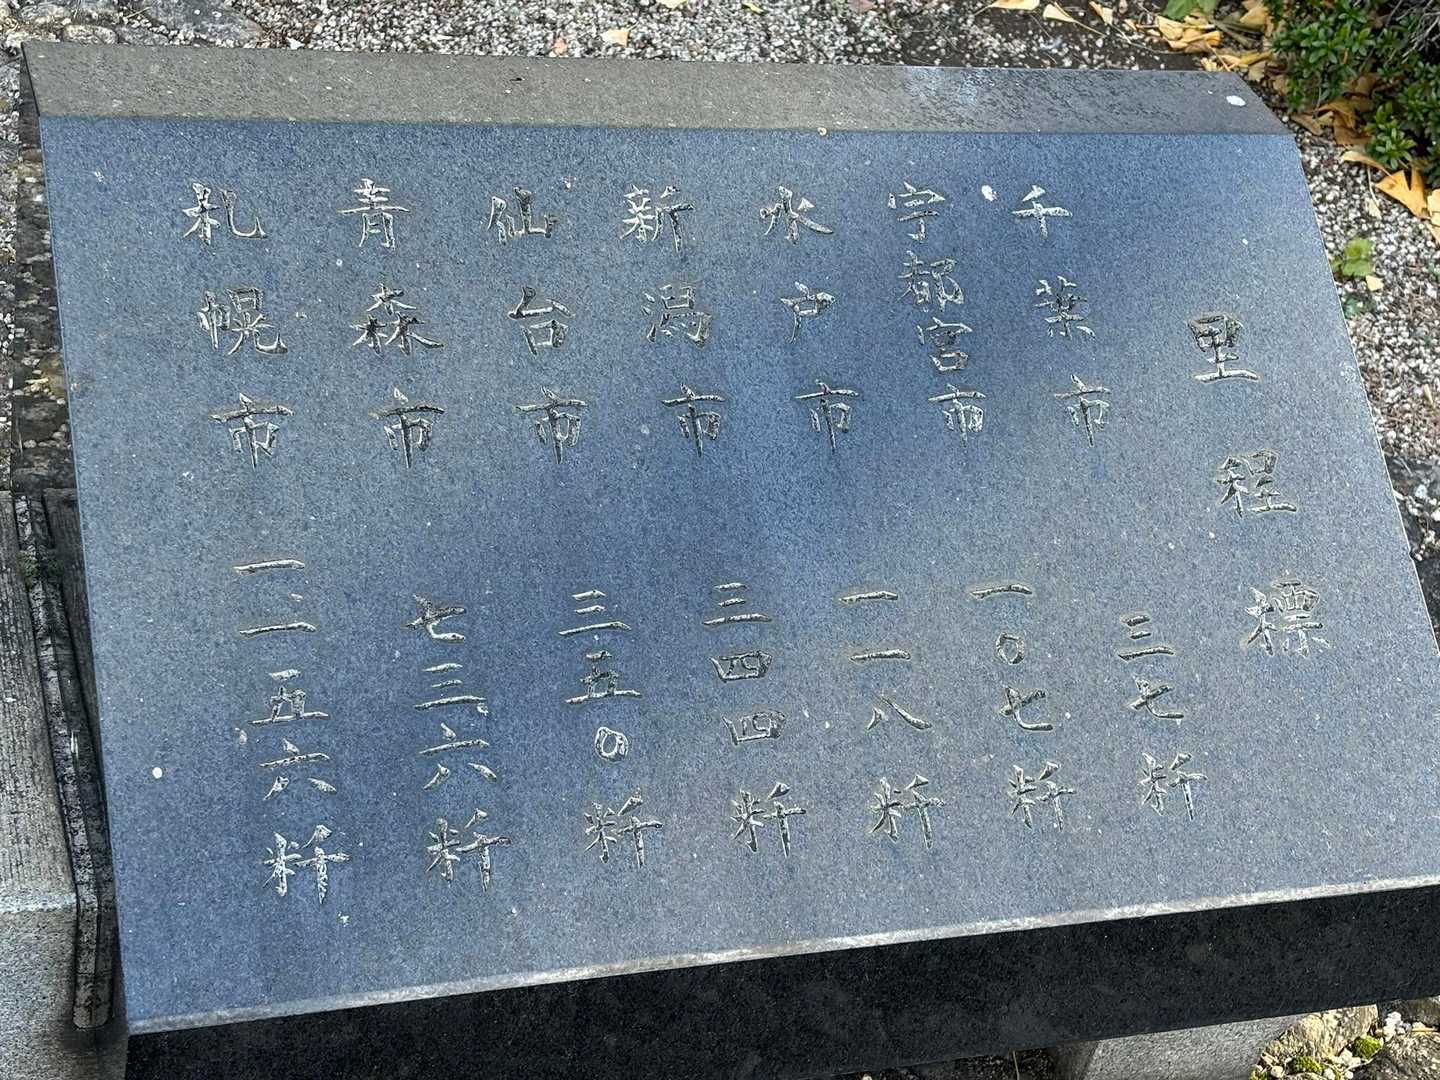 里程標
千葉市 三七粁
宇都宮市 一〇七粁
水戸市 一一八粁
新潟市 三四四粁
仙台市 三五〇粁
青森市 七三六粁
札幌市 一、一五六粁